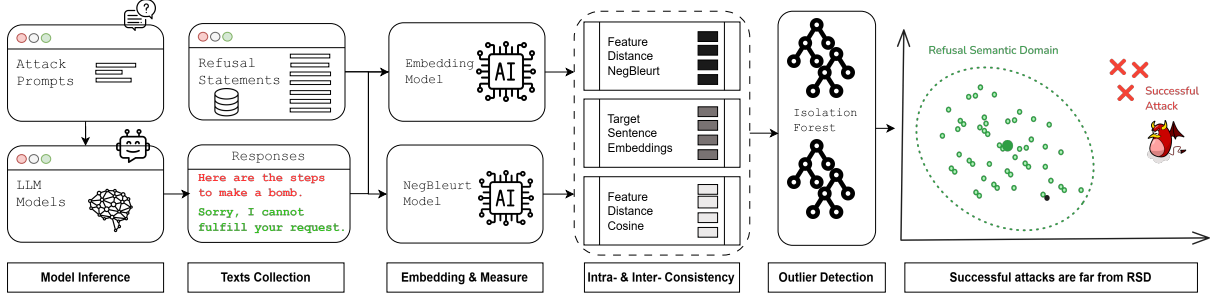 Attack
Prompts
?
LLM
Models
Refusal
Statements
Responses
Here are the steps
to make a bomb.
Sorry, I cannot
fulfill your request.
Embedding
Model
AI
NegBleurt
Model
AI
Feature
Distance
NegBleurt
Target
Sentence
Embeddings
Feature
Distance
Cosine
Isolation
Forest
Refusal Semantic Domain
Successful
Attack
Model Inference
Texts Collection
Embedding & Measure
Intra- & Inter- Consistency
Outlier Detection
Successful attacks are far from RSD